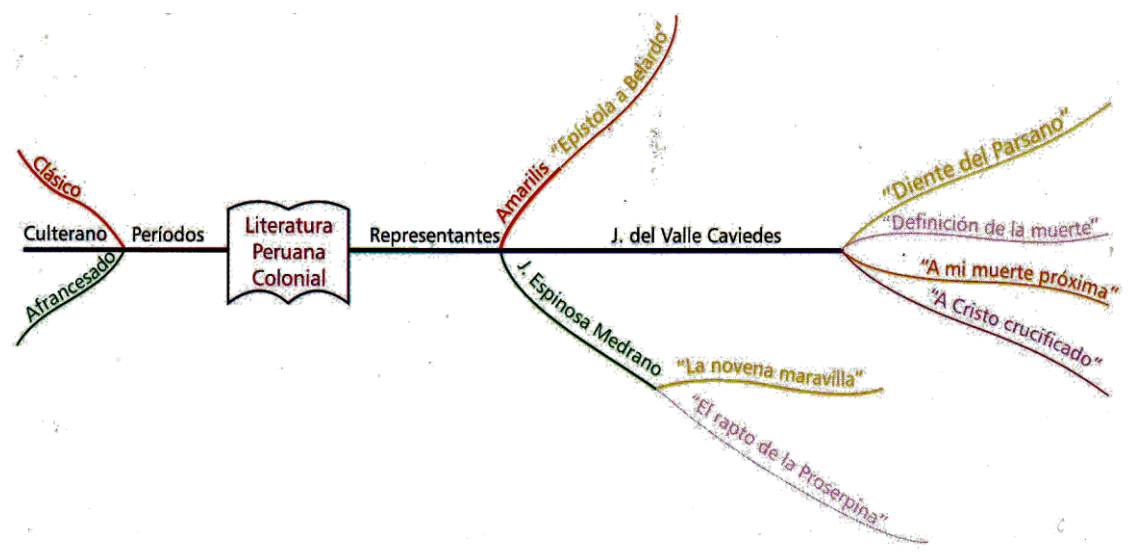 Clásico
Culterano
Afrancesado
Períodos
Literatura
Peruana
Colonial
Representantes
Amarilis "Epístola a Belardo"
J. del Valle Caviedes
"Diente del Parsano"
"Definición de la muerte"
"A mi muerte próxima"
"A Cristo crucificado"
J. Espinosa Medrano
"La novena maravilla"
"El rapto de la Proserpina"